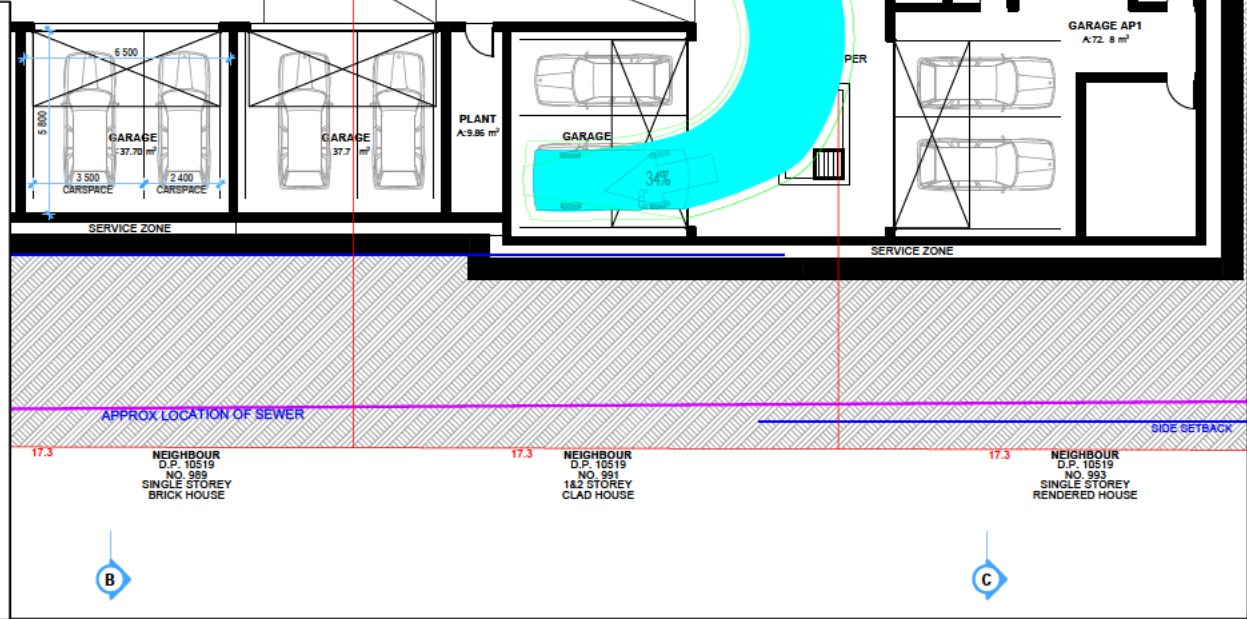 GARAGE AP1
A:72. 8 m²
6 500
PER
5 800
PLANT
A:9.86 m²
GARAGE
37.70 m²
GARAGE
37.7 m²
GARAGE
34%
3 500
CARSPACE
2 400
CARSPACE
SERVICE ZONE
SERVICE ZONE
APPROX LOCATION OF SEWER
SIDE SETBACK
17.3
NEIGHBOUR
D.P. 10519
NO. 989
SINGLE STOREY
BRICK HOUSE
17.3
NEIGHBOUR
D.P. 10519
NO. 991
1&2 STOREY
CLAD HOUSE
17.3
NEIGHBOUR
D.P. 10519
NO. 993
SINGLE STOREY
RENDERED HOUSE
B
C